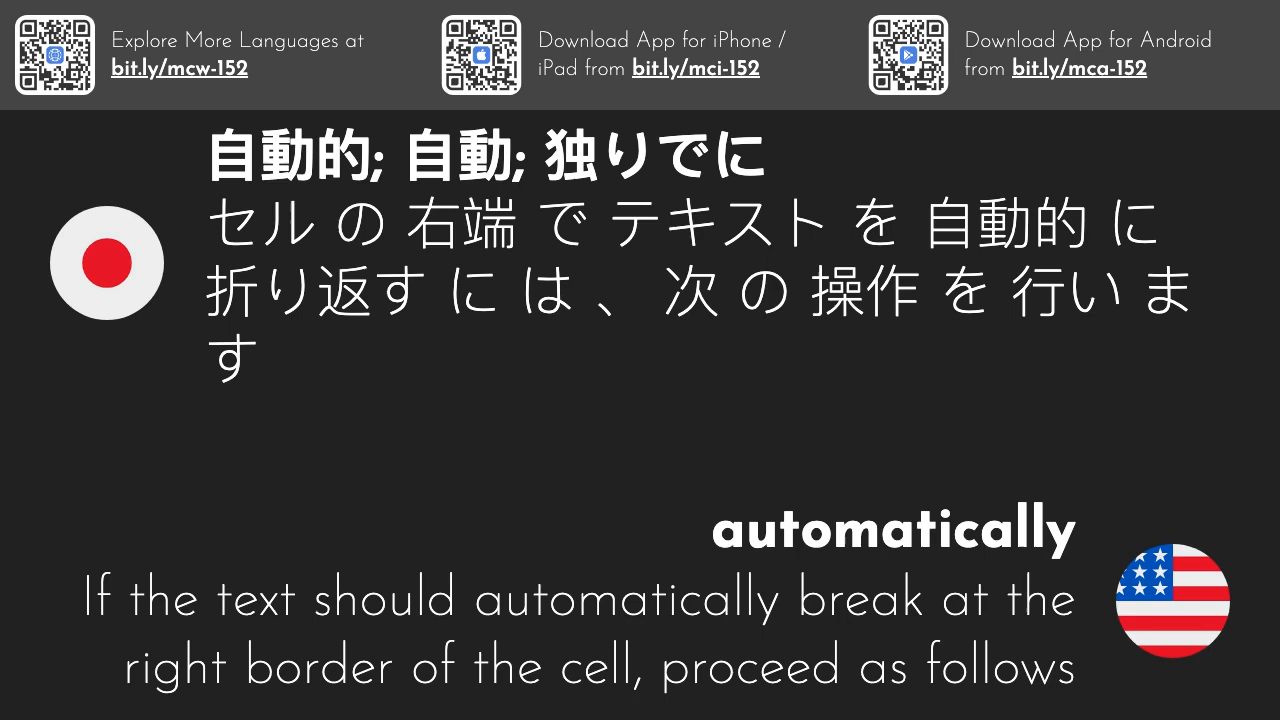 Explore More Languages at
bit.ly/mcw-152
Download App for iPhone /
iPad from bit.ly/mci-152
Download App for Android
from bit.ly/mca-152
自動的; 自動; 独りでに
セル の 右端 で テキスト を 自動的 に
折り返す に は 、 次 の 操作 を 行い ま
す
automatically
If the text should automatically break at the
right border of the cell, proceed as follows